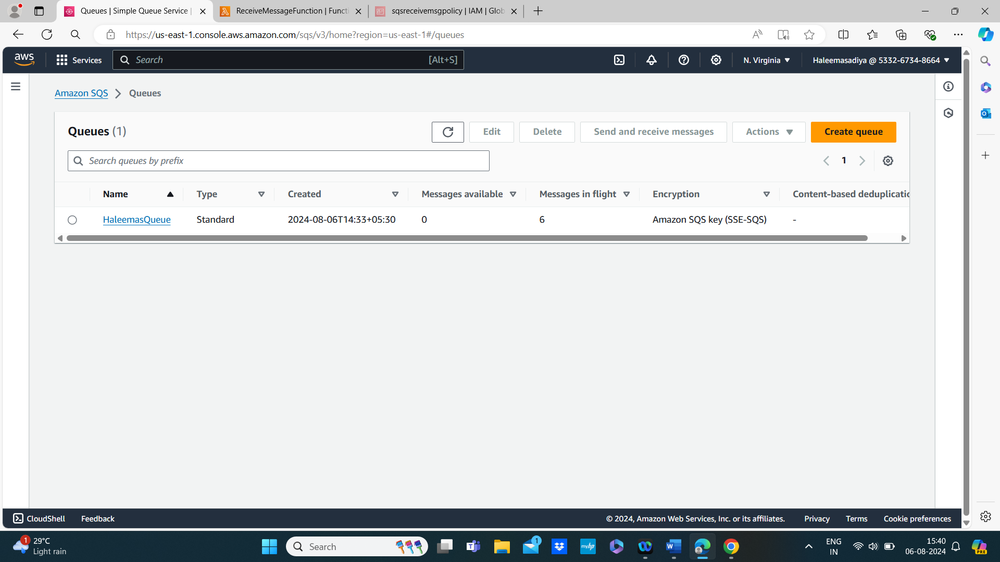 Queues | Simple Queue Service |
ReceiveMessageFunction | Functi
sqsreceivemsgpolicy | IAM | Glob
https://us-east-1.console.aws.amazon.com/sqs/v3/home?region=us-east-1#/queues
aws
Services
Search
[Alt+S]
N. Virginia
Haleemasadiya @ 5332-6734-8664
Amazon SQS
Queues
Queues (1)
Edit
Delete
Send and receive messages
Actions
Create queue
Search queues by prefix
1
Name Type Created Messages available Messages in flight Encryption Content-based deduplicatio
HaleemasQueue Standard 2024-08-06T14:33+05:30 0 6 Amazon SQS key (SSE-SQS) -
CloudShell
Feedback
© 2024, Amazon Web Services, Inc. or its affiliates.
Privacy
Terms
Cookie preferences
1
29°C
Light rain
Search
1
myhp
ENG
IN
15:40
06-08-2024
PRE